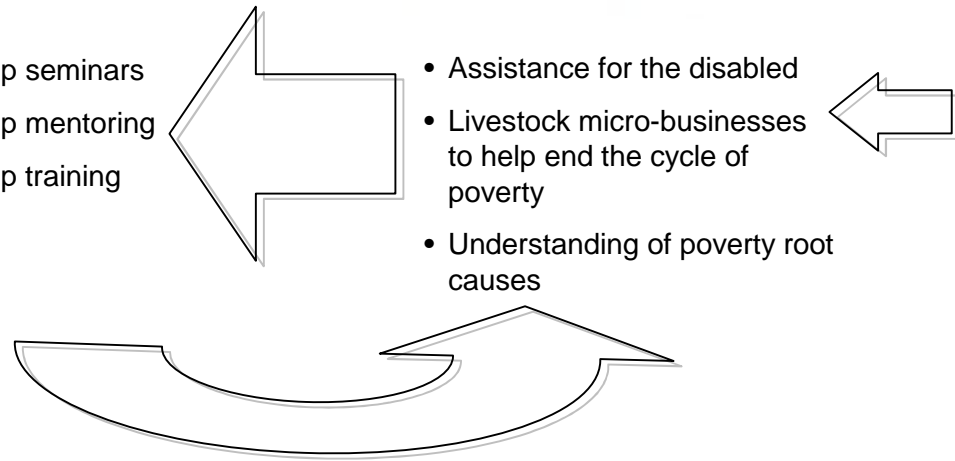 p seminars
p mentoring
p training
• Assistance for the disabled
• Livestock micro-businesses
to help end the cycle of
poverty
• Understanding of poverty root
causes